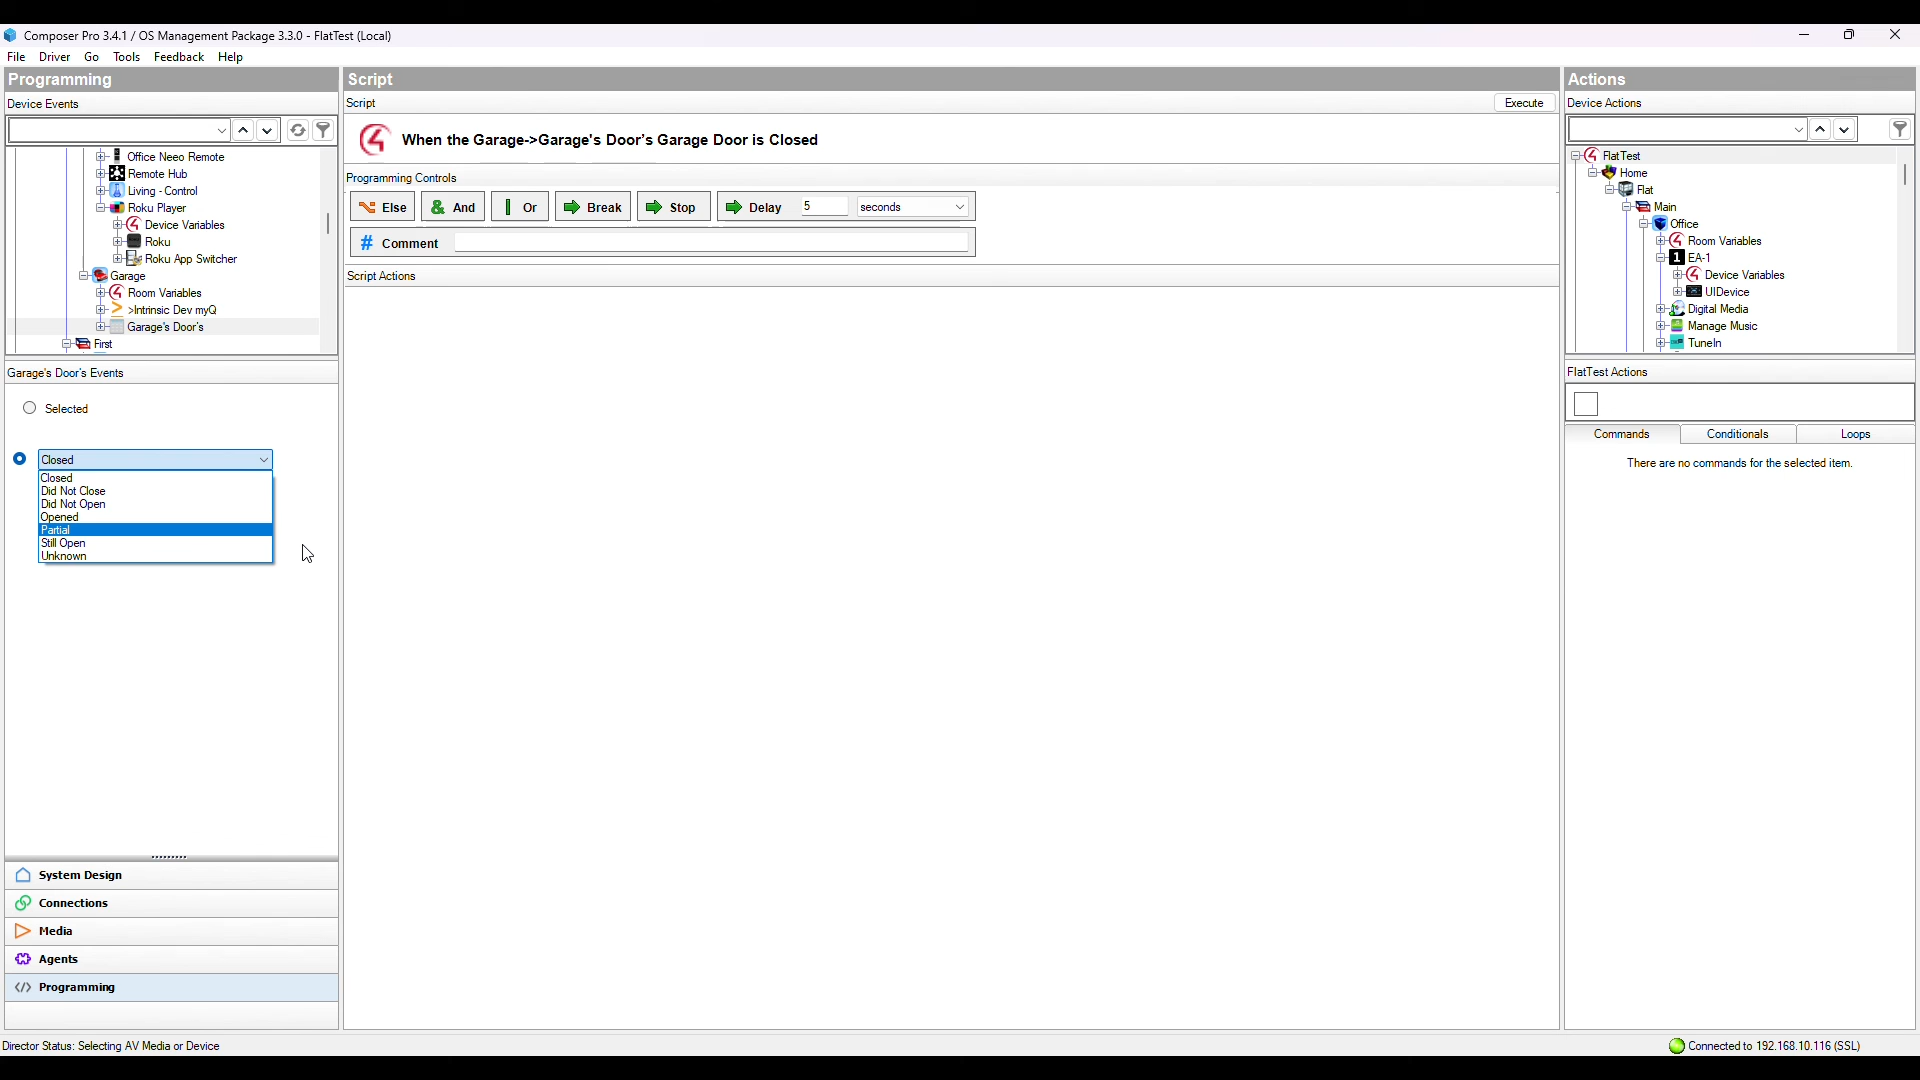 Composer Pro 3.4.1 / OS Management Package 3.3.0 - FlatTest (Local)
File Driver Go Tools Feedback Help
Programming
Device Events
Office Neeo Remote
Remote Hub
Living - Control
Roku Player
Device Variables
Roku
Roku App Switcher
Garage
Room Variables
>Intrinsic Dev myQ
Garage's Door's
First
Garage's Door's Events
Selected
Closed
Closed
Did Not Close
Did Not Open
Opened
Partial
Still Open
Unknown
System Design
Connections
Media
Agents
Programming
Script
Script
Execute
When the Garage->Garage's Door's Garage Door is Closed
Programming Controls
Else And Or Break Stop Delay 5 seconds
# Comment
Script Actions
Actions
Device Actions
FlatTest
Home
Flat
Main
Office
Room Variables
1 EA-1
Device Variables
UIDevice
Digital Media
Manage Music
TuneIn
FlatTest Actions
Commands Conditionals Loops
There are no commands for the selected item.
Director Status: Selecting AV Media or Device
Connected to 192.168.10.116 (SSL)